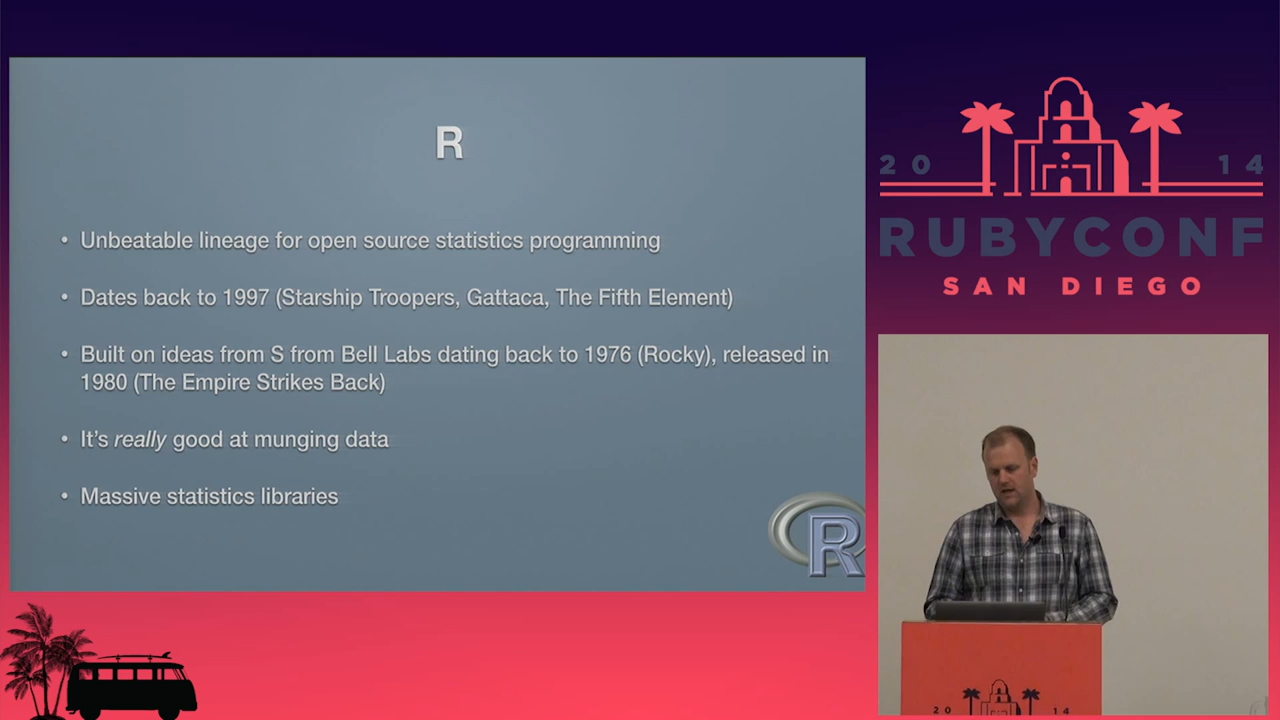 R
• Unbeatable lineage for open source statistics programming
• Dates back to 1997 (Starship Troopers, Gattaca, The Fifth Element)
• Built on ideas from S from Bell Labs dating back to 1976 (Rocky), released in
1980 (The Empire Strikes Back)
• It's really good at munging data
• Massive statistics libraries
R
20 14
RUBYCONF
SAN DIEGO
20 14